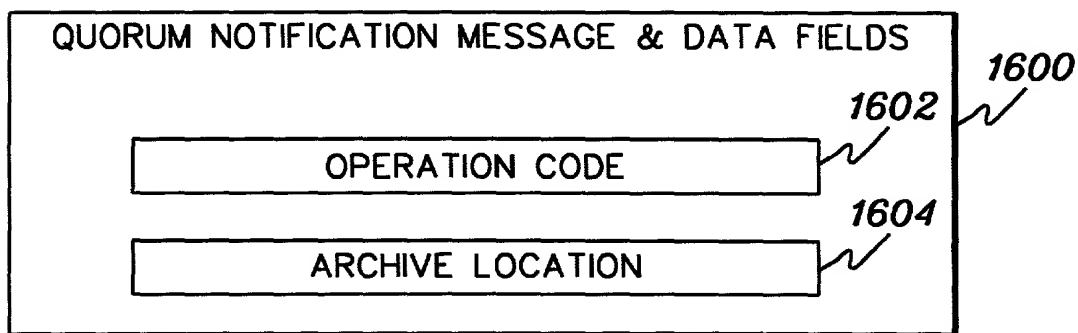 QUORUM NOTIFICATION MESSAGE & DATA FIELDS
1600
1602
OPERATION CODE
1604
ARCHIVE LOCATION